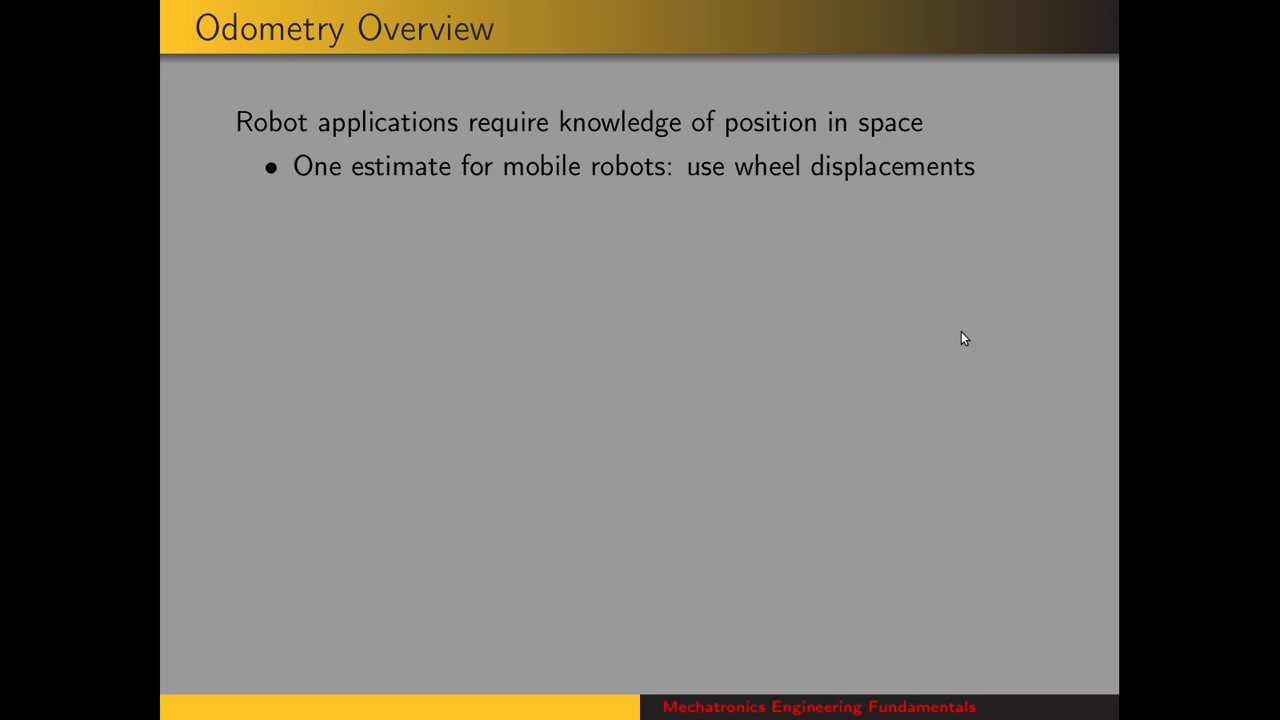 Odometry Overview
Robot applications require knowledge of position in space
• One estimate for mobile robots: use wheel displacements
Mechatronics Engineering Fundamentals